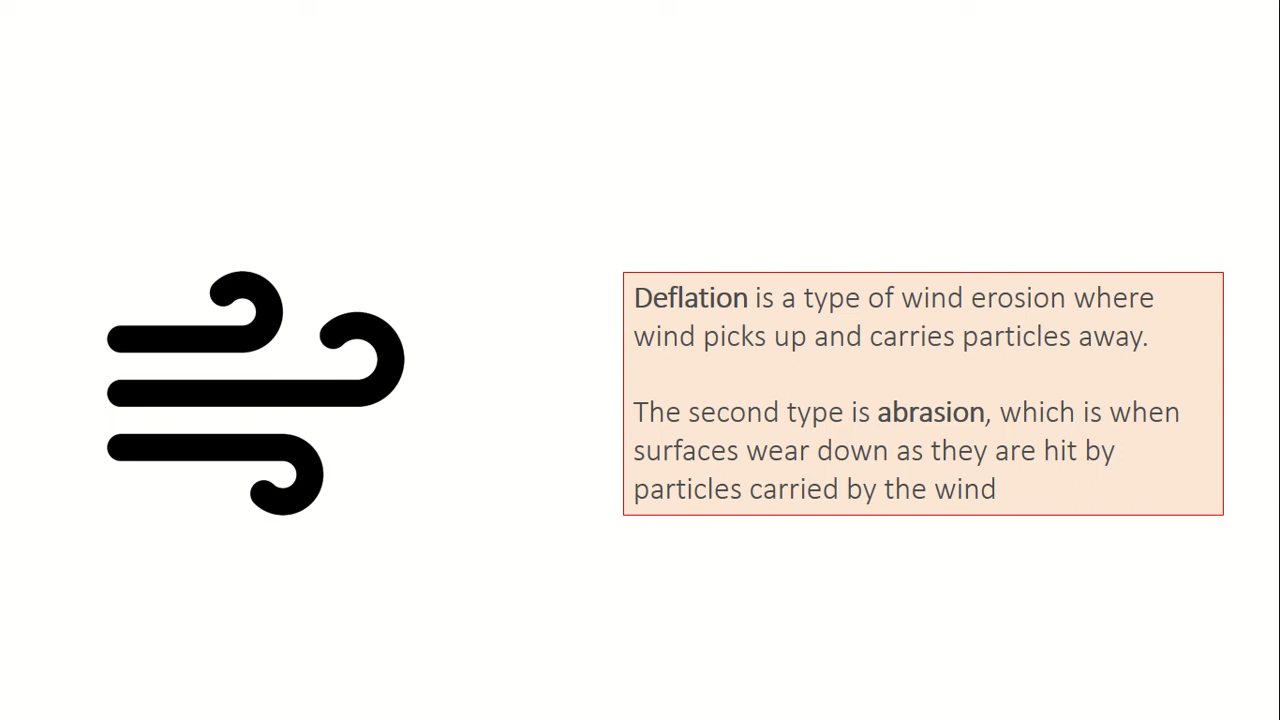 Deflation is a type of wind erosion where
wind picks up and carries particles away.
The second type is abrasion, which is when
surfaces wear down as they are hit by
particles carried by the wind